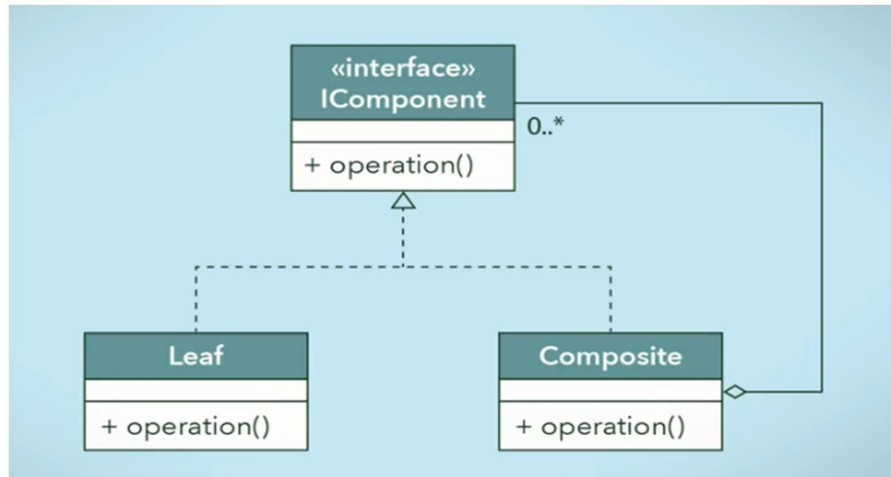 «interface»
IComponent
0..*
+ operation()
Leaf
+ operation()
Composite
+ operation()